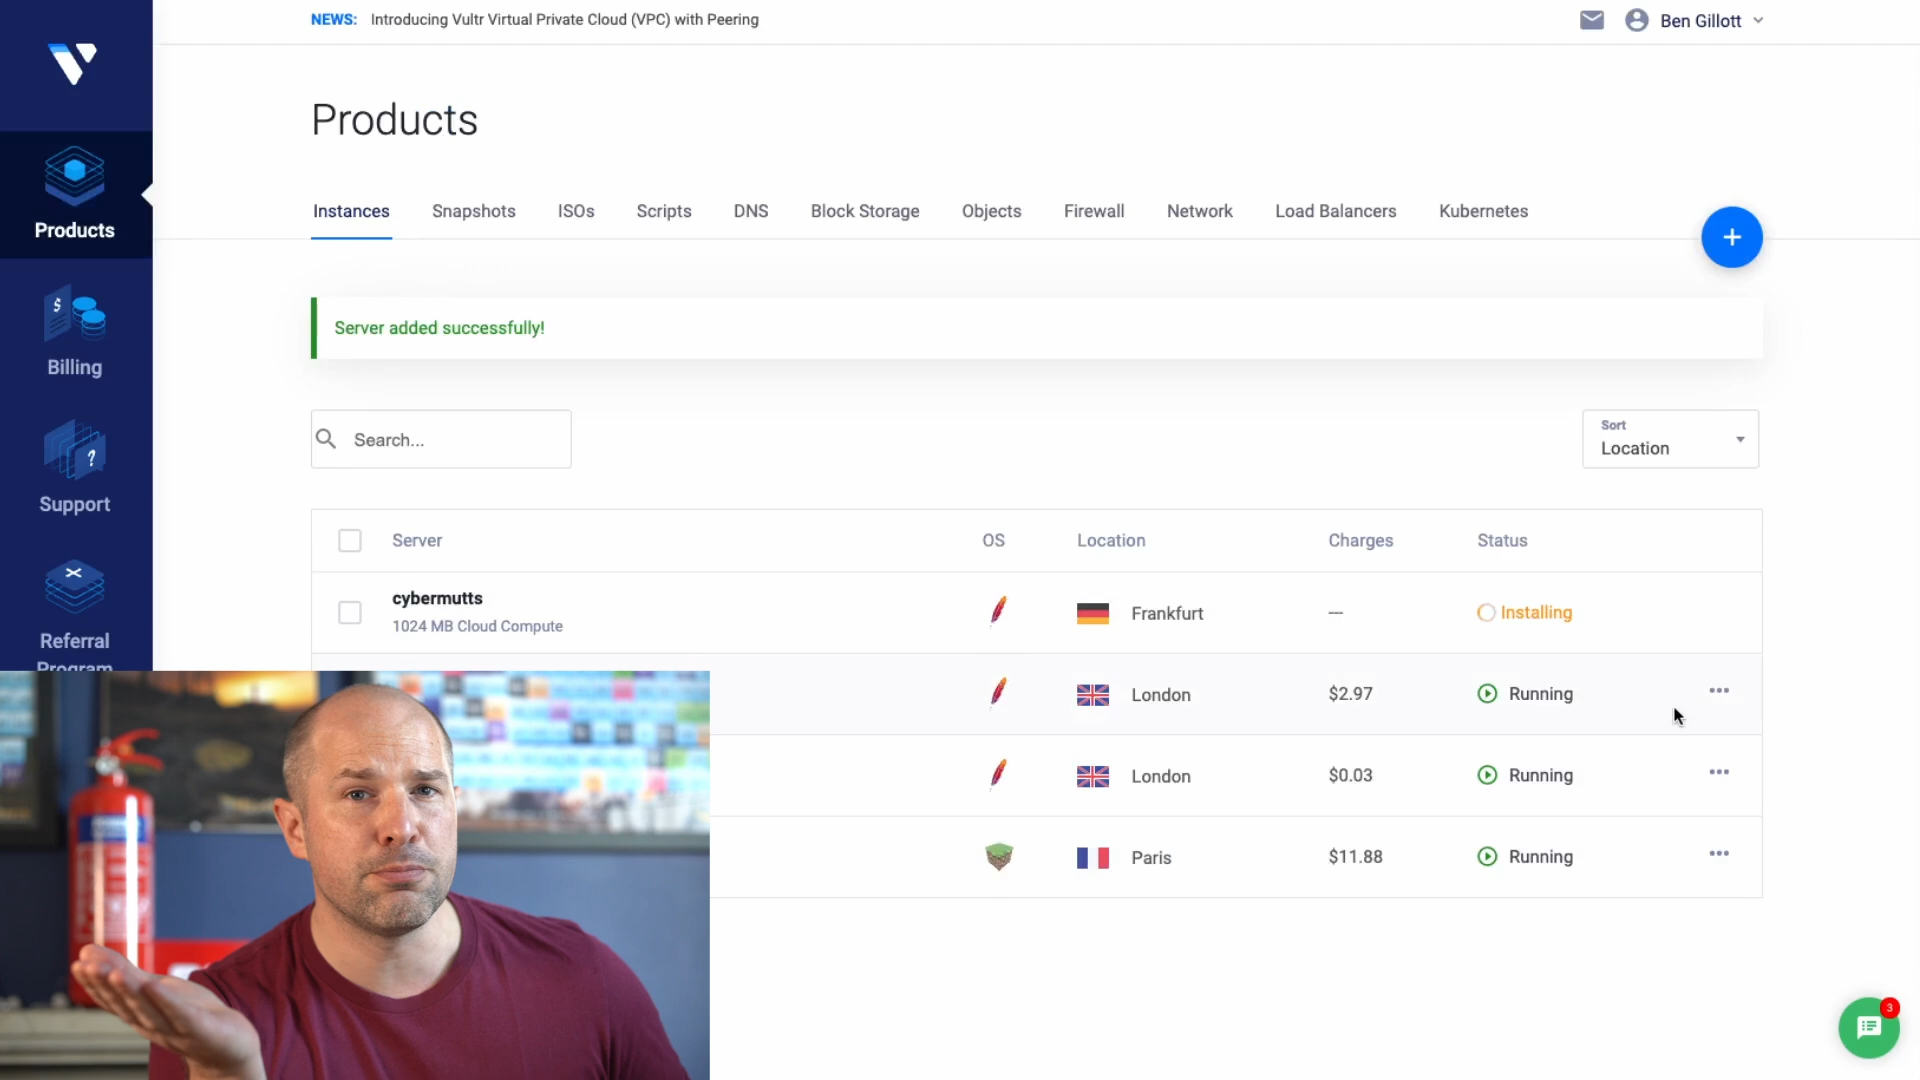 NEWS: Introducing Vultr Virtual Private Cloud (VPC) with Peering
Ben Gillott
Products
Products
Instances Snapshots ISOs Scripts DNS Block Storage Objects Firewall Network Load Balancers Kubernetes
+
Billing
Server added successfully!
Search...
Sort
Location
Support
Server OS Location Charges Status
cybermutts
1024 MB Cloud Compute
Frankfurt — Installing
Referral
Program
London $2.97 Running
London $0.03 Running
Paris $11.88 Running
3